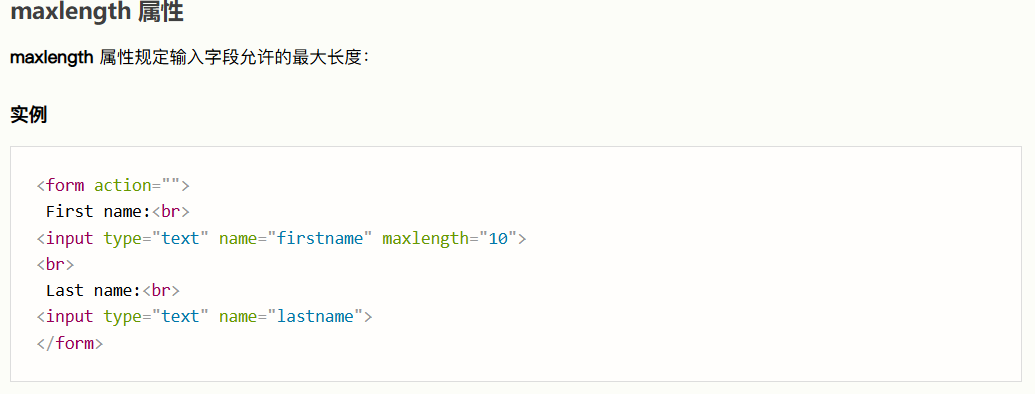 maxlength 属性
maxlength 属性规定输入字段允许的最大长度：
实例
<form action="">
First name:<br>
<input type="text" name="firstname" maxlength="10">
<br>
Last name:<br>
<input type="text" name="lastname">
</form>